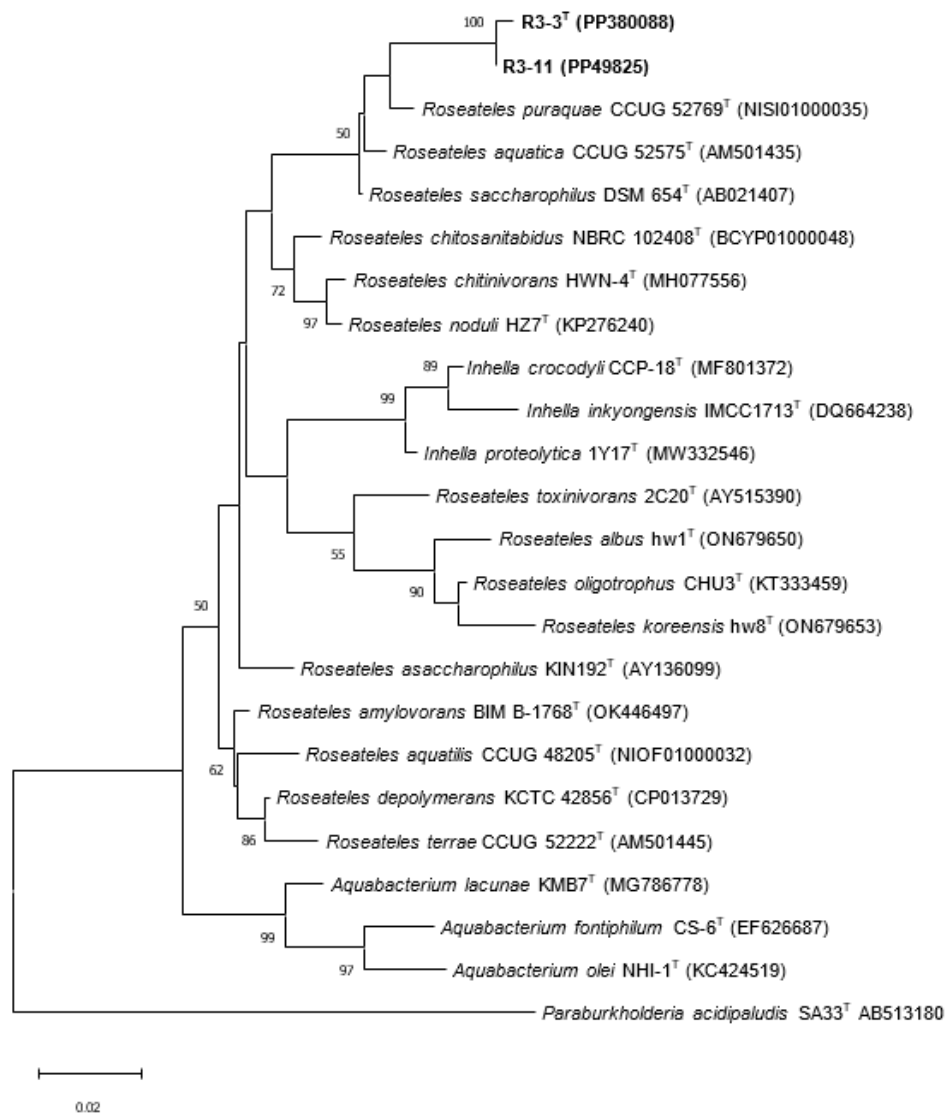 100 R3-3ᵀ (PP380088)
R3-11 (PP49825)
Roseateles puraquae CCUG 52769ᵀ (NISI01000035)
50
Roseateles aquatica CCUG 52575ᵀ (AM501435)
Roseateles saccharophilus DSM 654ᵀ (AB021407)
Roseateles chitosanitabidus NBRC 102408ᵀ (BCYP01000048)
Roseateles chitinivorans HWN-4ᵀ (MH077556)
72
97 Roseateles noduli HZ7ᵀ (KP276240)
89 Inhella crocodyli CCP-18ᵀ (MF801372)
99
Inhella inkyongensis IMCC1713ᵀ (DQ664238)
Inhella proteolytica 1Y17ᵀ (MW332546)
Roseateles toxinivorans 2C20ᵀ (AY515390)
Roseateles albus hw1ᵀ (ON679650)
55
Roseateles oligotrophus CHU3ᵀ (KT333459)
90
50
Roseateles koreensis hw8ᵀ (ON679653)
Roseateles asaccharophilus KIN192ᵀ (AY136099)
Roseateles amylovorans BIM B-1768ᵀ (OK446497)
Roseateles aquatilis CCUG 48205ᵀ (NIOF01000032)
62
Roseateles depolymerans KCTC 42856ᵀ (CP013729)
86 Roseateles terrae CCUG 52222ᵀ (AM501445)
Aquabacterium lacunae KMB7ᵀ (MG786778)
Aquabacterium fontiphilum CS-6ᵀ (EF626687)
99
97 Aquabacterium olei NHI-1ᵀ (KC424519)
Paraburkholderia acidipaludis SA33ᵀ AB513180
0.02